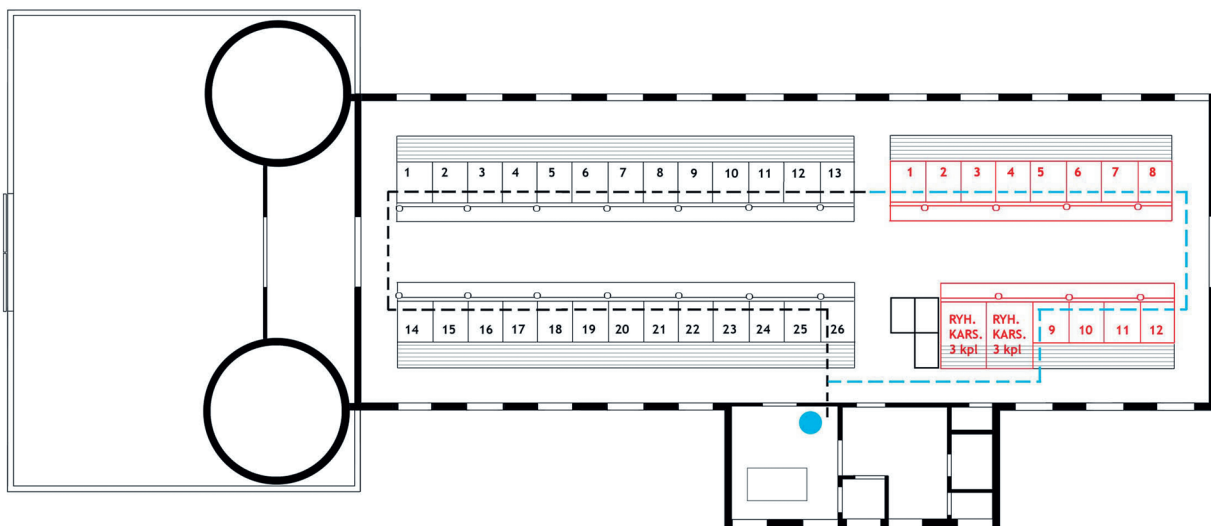 1 2 3 4 5 6 7 8 9 10 11 12 13
1 2 3 4 5 6 7 8
14 15 16 17 18 19 20 21 22 23 24 25 26
RYH. RYH.
KARS. KARS. 9 10 11 12
3 kpl 3 kpl